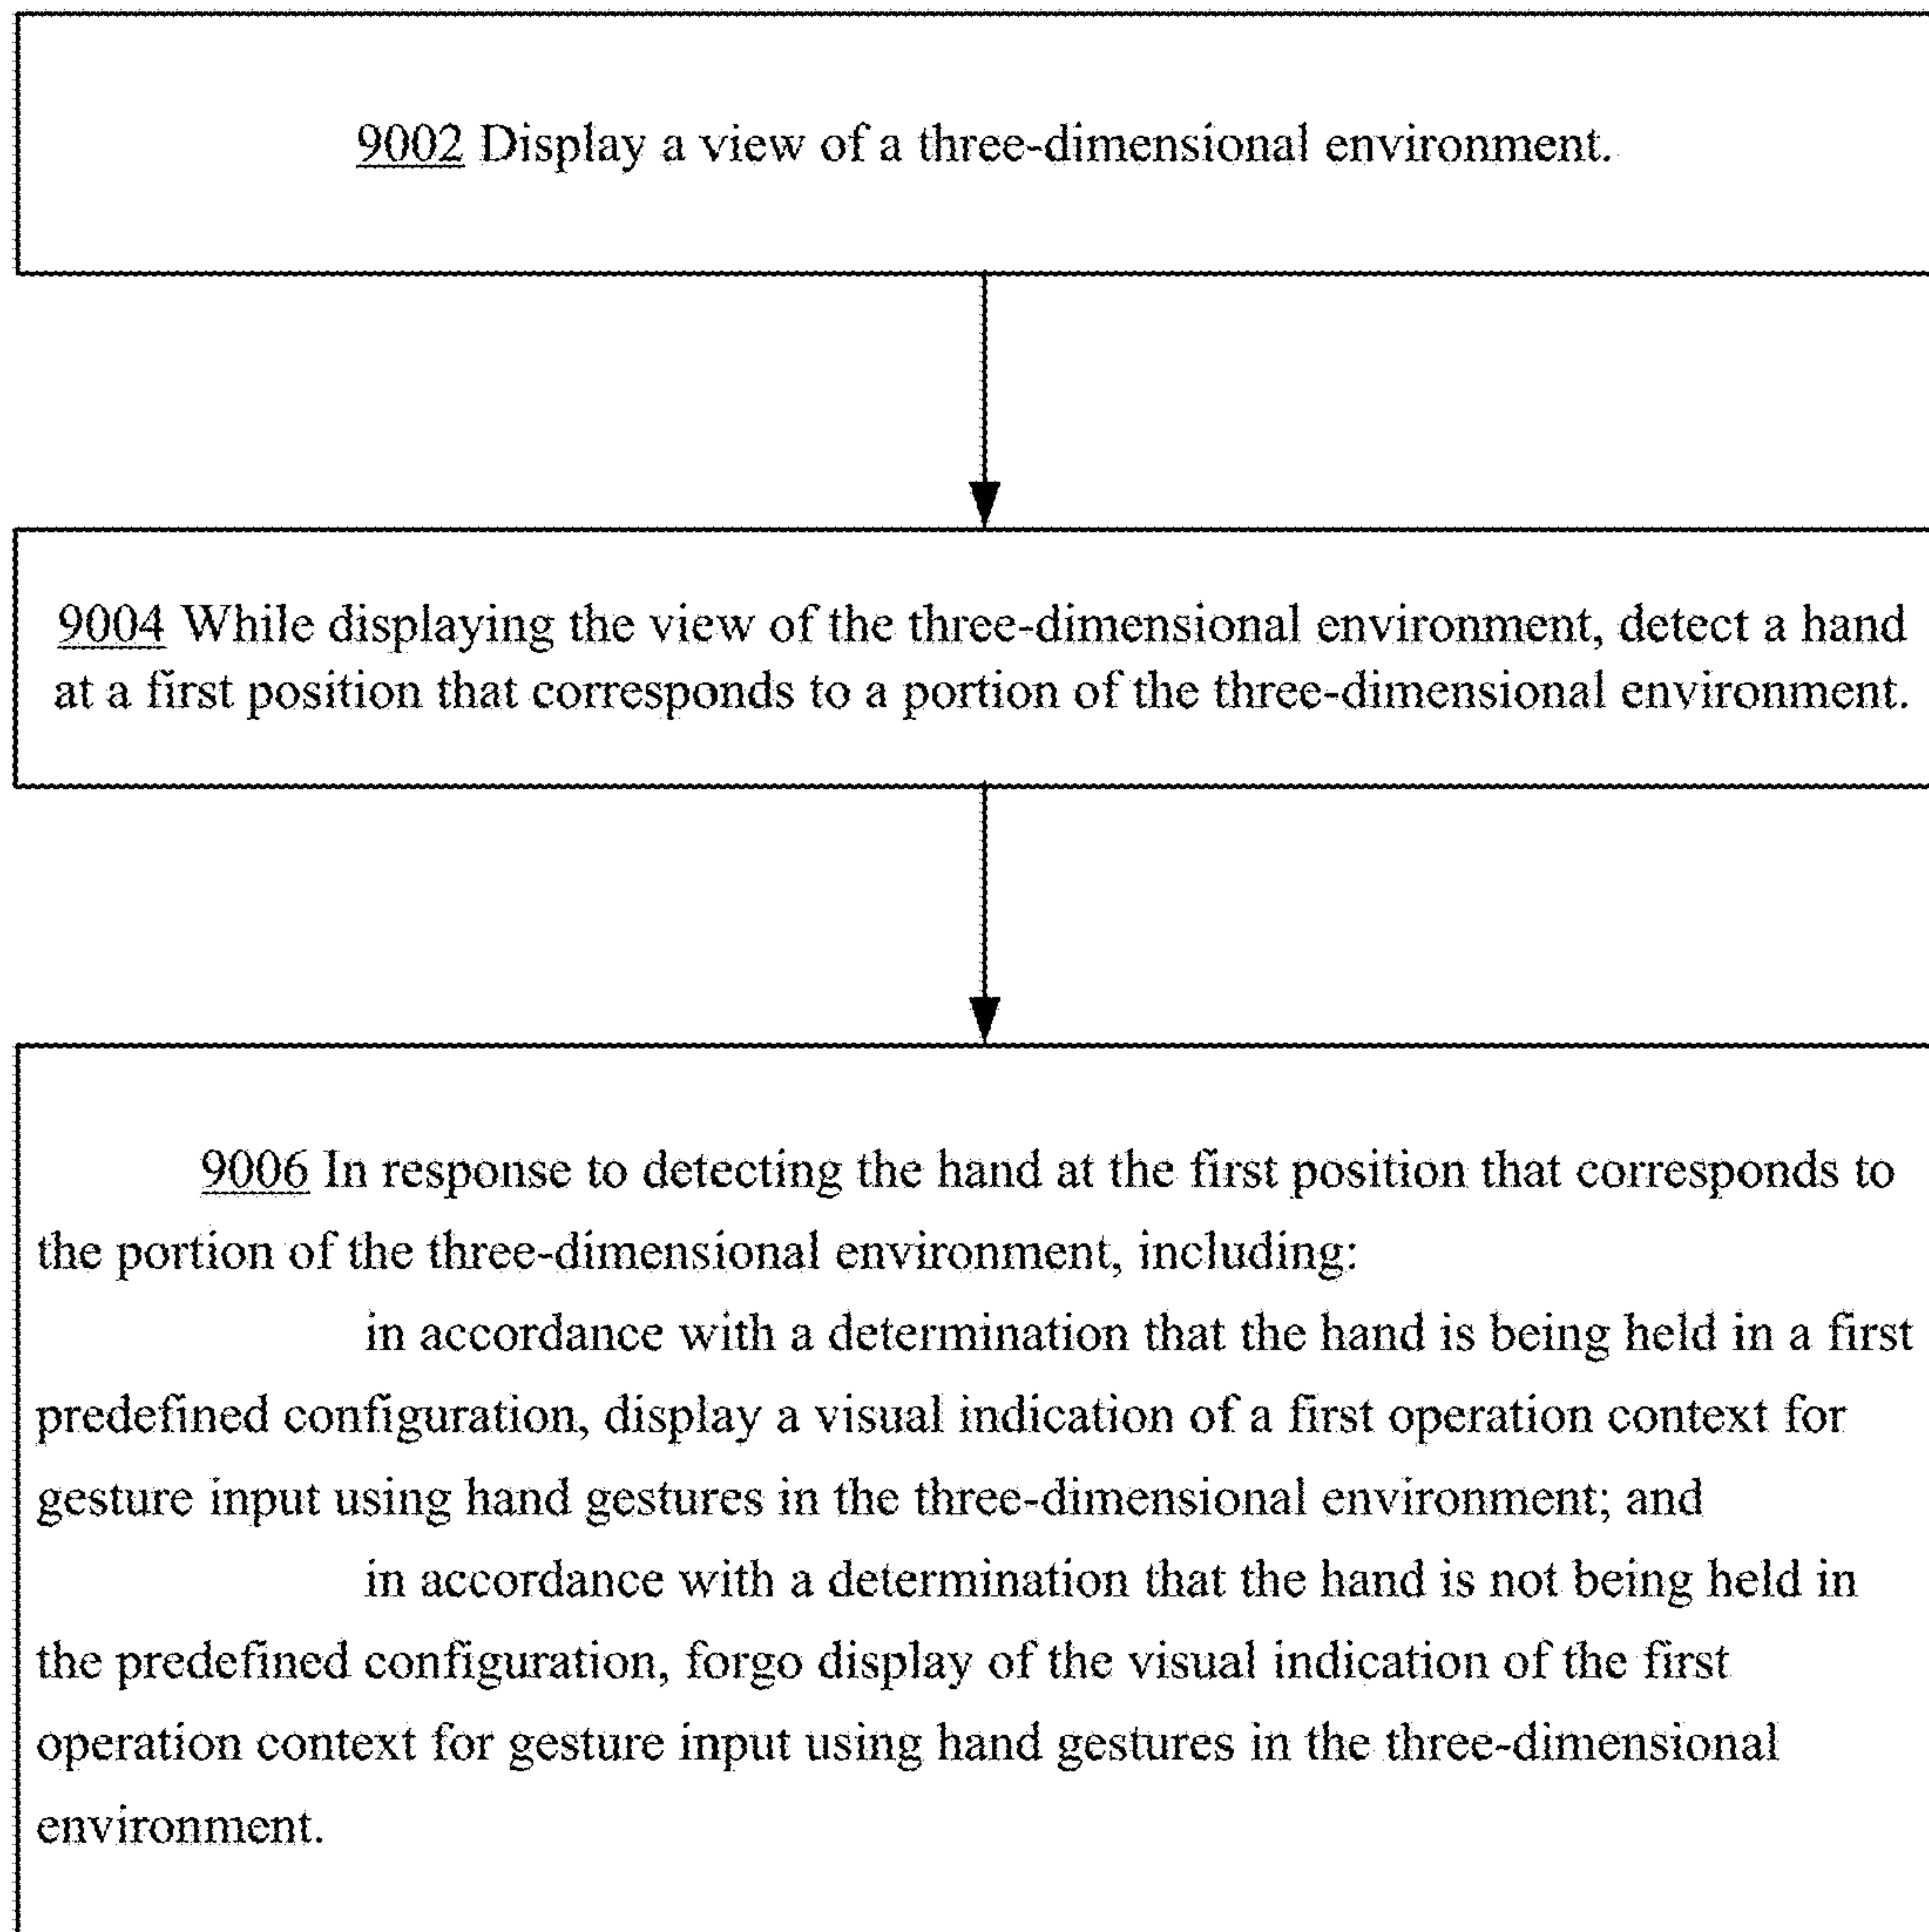 9002 Display a view of a three-dimensional environment.
9004 While displaying the view of the three-dimensional environment, detect a hand
at a first position that corresponds to a portion of the three-dimensional environment.
9006 In response to detecting the hand at the first position that corresponds to
the portion of the three-dimensional environment, including:
in accordance with a determination that the hand is being held in a first
predefined configuration, display a visual indication of a first operation context for
gesture input using hand gestures in the three-dimensional environment; and
in accordance with a determination that the hand is not being held in
the predefined configuration, forgo display of the visual indication of the first
operation context for gesture input using hand gestures in the three-dimensional
environment.